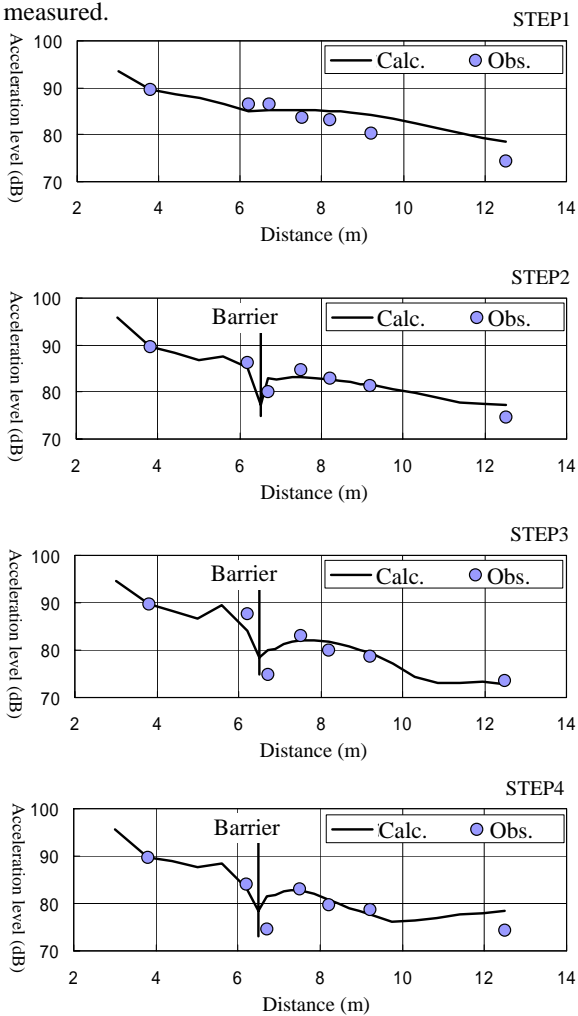 measured.
STEP1
Acceleration level (dB)
100
90
80
70
Calc.
Obs.
2 4 6 8 10 12 14
Distance (m)
STEP2
Acceleration level (dB)
100
90
80
70
Barrier
Calc.
Obs.
2 4 6 8 10 12 14
Distance (m)
STEP3
Acceleration level (dB)
100
90
80
70
Barrier
Calc.
Obs.
2 4 6 8 10 12 14
Distance (m)
STEP4
Acceleration level (dB)
100
90
80
70
Barrier
Calc.
Obs.
2 4 6 8 10 12 14
Distance (m)